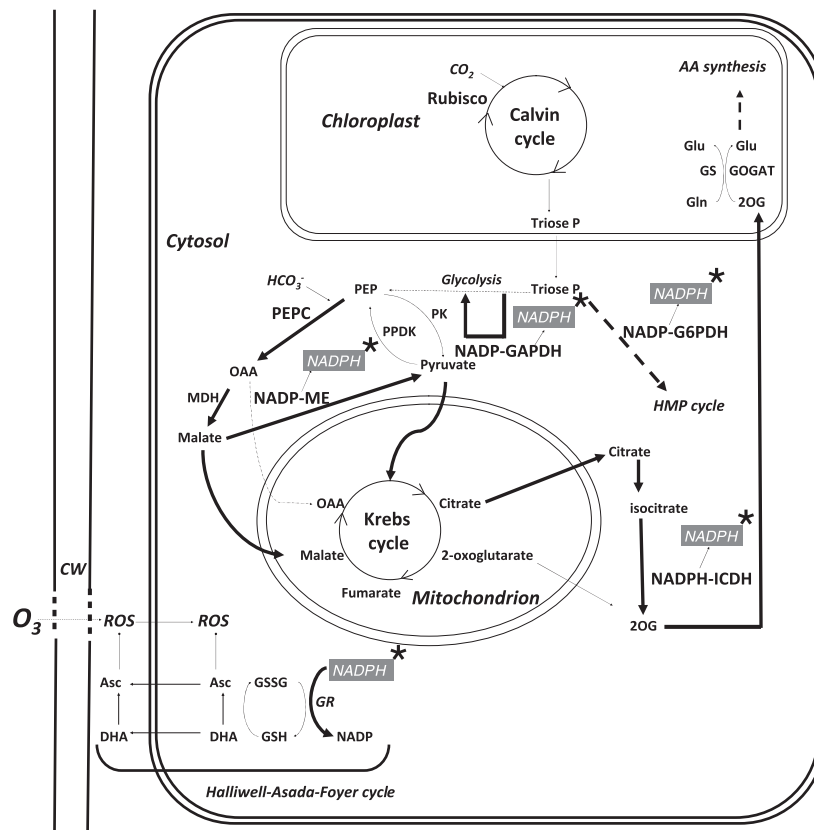 CO2
AA synthesis
Rubisco
Chloroplast
Calvin
cycle
Glu
Glu
GS
GOGAT
Gln
2OG
Triose P
Cytosol
HCO3-
PEP
Glycolysis
Triose P
*
NADPH
*
PEPC
PK
NADPH
NADP-G6PDH
PPDK
NADP-GAPDH
*
NADPH
OAA
Pyruvate
MDH
NADP-ME
HMP cycle
Malate
Citrate
OAA
Citrate
isocitrate
Krebs
cycle
*
NADPH
Malate
2-oxoglutarate
CW
NADPH-ICDH
Fumarate
Mitochondrion
O3
ROS
ROS
2OG
*
NADPH
Asc
Asc
GSSG
GR
DHA
DHA
GSH
NADP
Halliwell-Asada-Foyer cycle